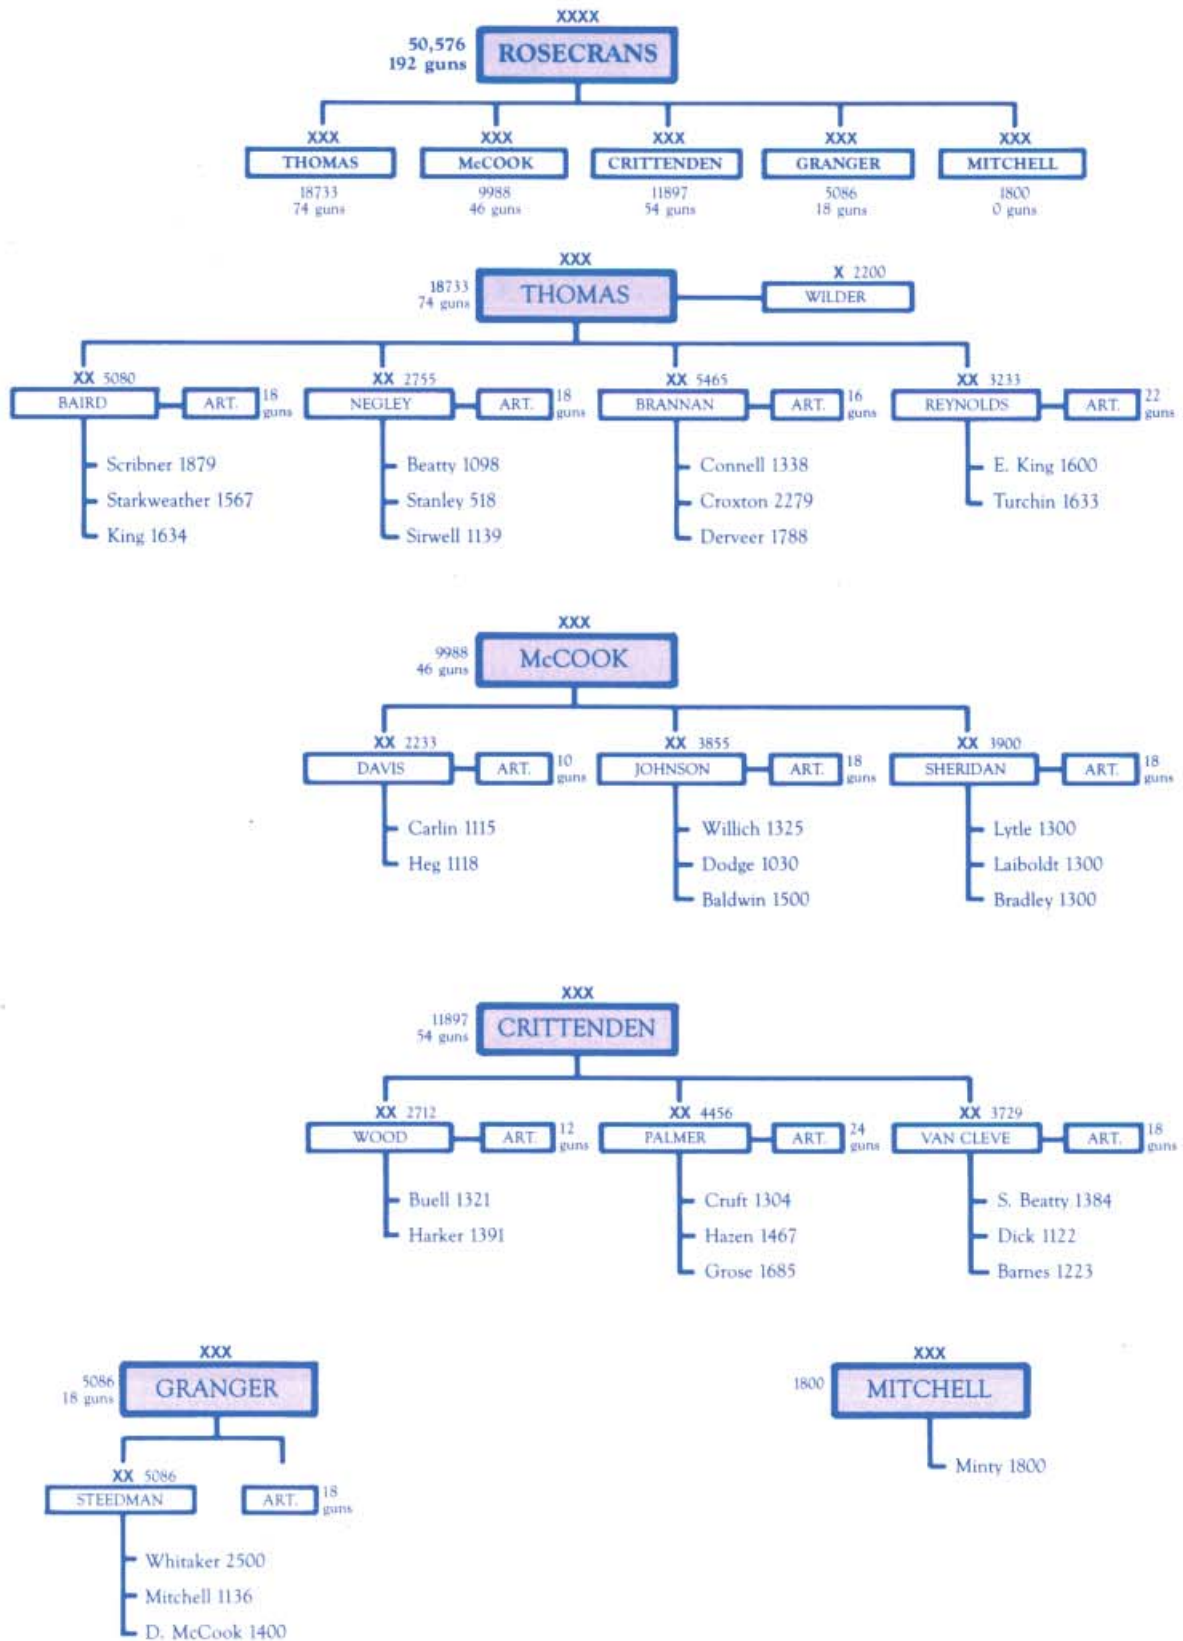 XXXX
50,576
192 guns
ROSECRANS
XXX XXX XXX XXX XXX
THOMAS McCOOK CRITTENDEN GRANGER MITCHELL
18733 9988 11897 5086 1800
74 guns 46 guns 54 guns 18 guns 0 guns
XXX
18733
74 guns
THOMAS
X 2200
WILDER
XX 5080 XX 2755 XX 5465 XX 3233
BAIRD ART. 18 guns NEGLEY ART. 18 guns BRANNAN ART. 16 guns REYNOLDS ART. 22 guns
Scribner 1879 Beatty 1098 Connell 1338 E. King 1600
Starkweather 1567 Stanley 518 Croxton 2279 Turchin 1633
King 1634 Sirwell 1139 Derveer 1788
XXX
9988
46 guns
McCOOK
XX 2233 XX 3855 XX 3900
DAVIS ART. 10 guns JOHNSON ART. 18 guns SHERIDAN ART. 18 guns
Carlin 1115 Willich 1325 Lytle 1300
Heg 1118 Dodge 1030 Laiboldt 1300
Baldwin 1500 Bradley 1300
XXX
11897
54 guns
CRITTENDEN
XX 2712 XX 4456 XX 3729
WOOD ART. 12 guns PALMER ART. 24 guns VAN CLEVE ART. 18 guns
Buell 1321 Cruft 1304 S. Beatty 1384
Harker 1391 Hazen 1467 Dick 1122
Grose 1685 Barnes 1223
XXX
5086
18 guns
GRANGER
XX 5086
STEEDMAN ART. 18 guns
Whitaker 2500
Mitchell 1136
D. McCook 1400
XXX
1800
MITCHELL
Minty 1800